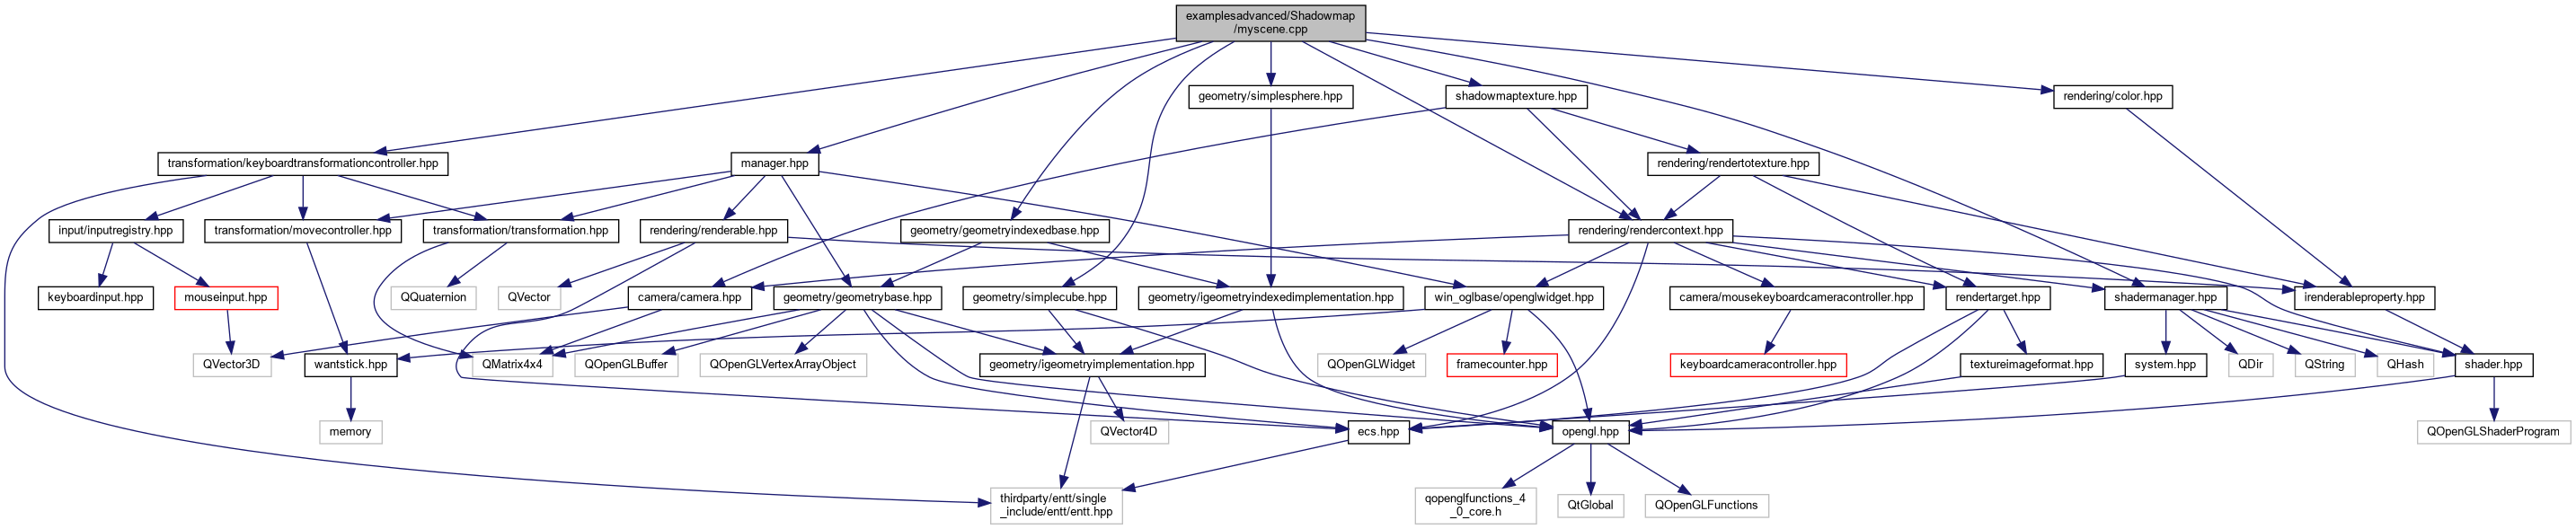 examplesadvanced/Shadowmap
/myscene.cpp
geometry/simplesphere.hpp
shadowmaptexture.hpp
rendering/color.hpp
transformation/keyboardtransformationcontroller.hpp
manager.hpp
rendering/rendertotexture.hpp
input/inputregistry.hpp
transformation/movecontroller.hpp
transformation/transformation.hpp
rendering/renderable.hpp
geometry/geometryindexedbase.hpp
rendering/rendercontext.hpp
keyboardinput.hpp
mouseinput.hpp
QQuaternion
QVector
camera/camera.hpp
geometry/geometrybase.hpp
geometry/simplecube.hpp
geometry/igeometryindexedimplementation.hpp
win_oglbase/openglwidget.hpp
camera/mousekeyboardcameracontroller.hpp
rendertarget.hpp
shadermanager.hpp
irenderableproperty.hpp
QVector3D
wantstick.hpp
QMatrix4x4
QOpenGLBuffer
QOpenGLVertexArrayObject
geometry/igeometryimplementation.hpp
QOpenGLWidget
framecounter.hpp
keyboardcameracontroller.hpp
textureimageformat.hpp
system.hpp
QDir
QString
QHash
shader.hpp
memory
QVector4D
ecs.hpp
opengl.hpp
QOpenGLShaderProgram
thirdparty/entt/single
_include/entt/entt.hpp
qopenglfunctions_4
_0_core.h
QtGlobal
QOpenGLFunctions